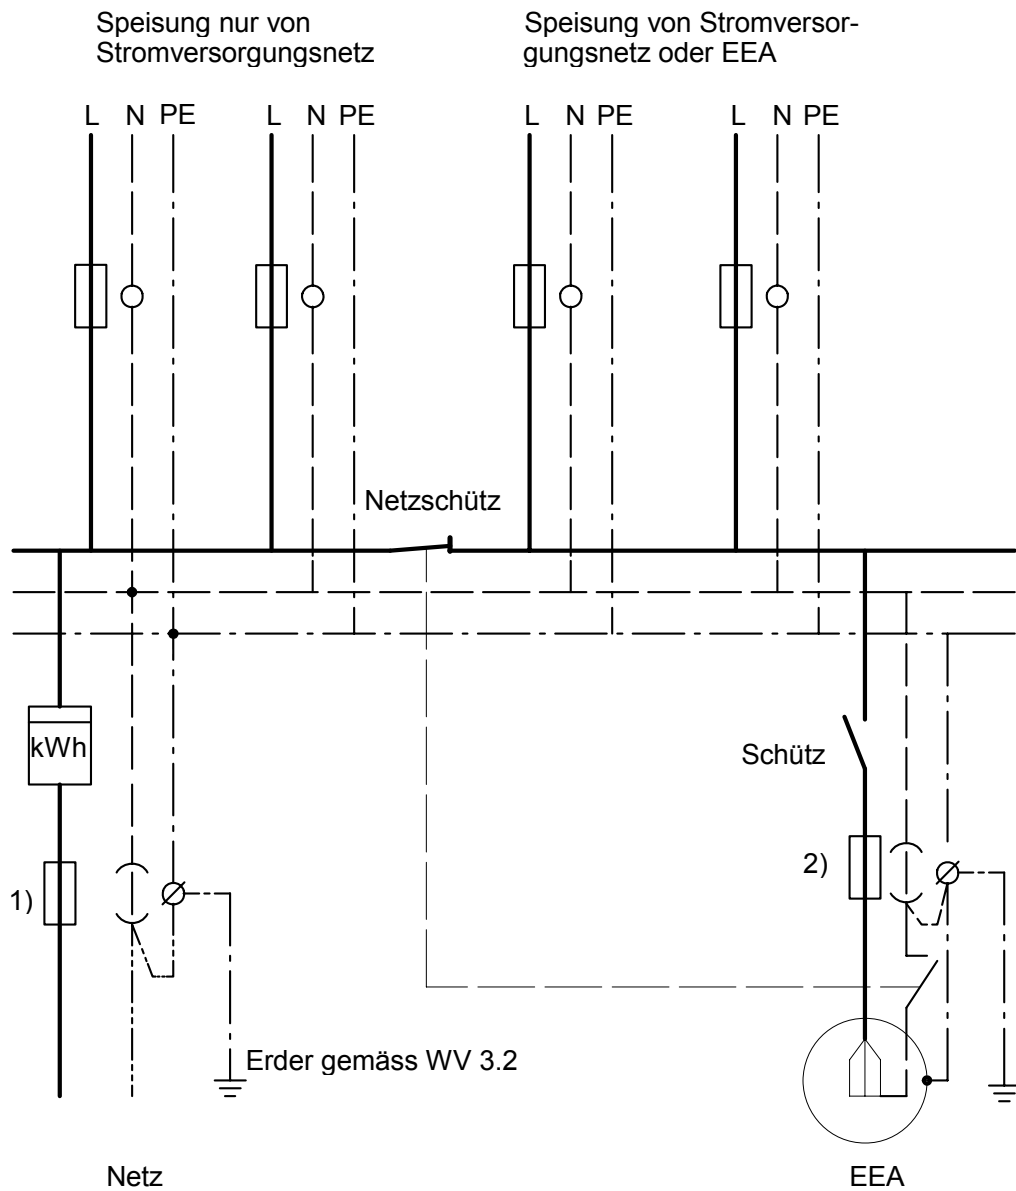 Speisung nur von
Stromversorgungsnetz
Speisung von Stromversor-
gungsnetz oder EEA
L N PE L N PE L N PE L N PE
Netzschütz
kWh
Schütz
1)
2)
Erder gemäss WV 3.2
Netz
EEA